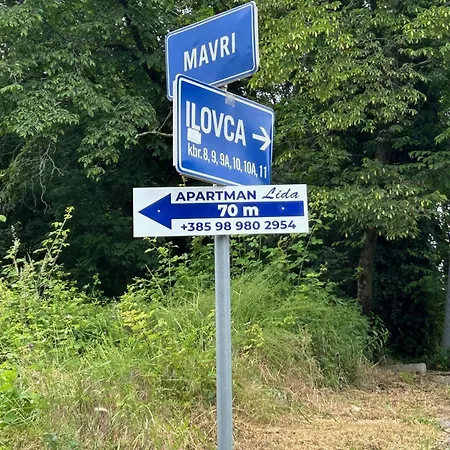 MAVRI
ILOVCA
kbr. 8, 9, 9A, 10, 10A, 11
APARTMAN Lida
70 m
+385 98 980 2954